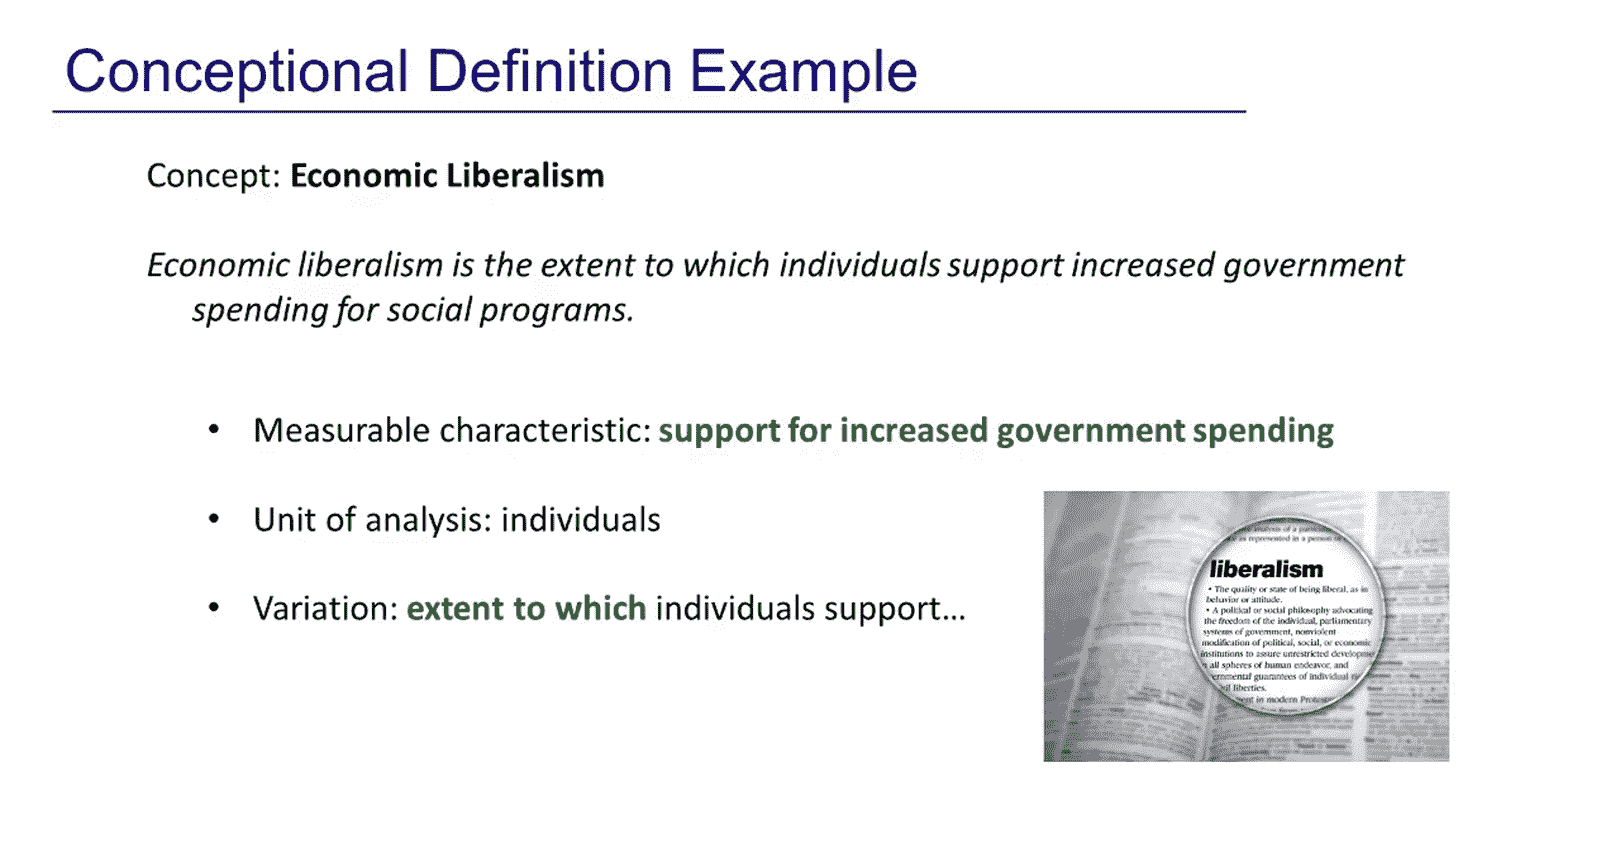 Conceptional Definition Example
Concept: Economic Liberalism
Economic liberalism is the extent to which individuals support increased government
spending for social programs.
• Measurable characteristic: support for increased government spending
• Unit of analysis: individuals
• Variation: extent to which individuals support...
liberalism
• The quality or state of being liberal, as in
behavior or attitude.
• A political or social philosophy advocating
the freedom of the individual, parliamentary
systems of government, nonviolent
modification of political, social, or economic
institutions to assure unrestricted
all spheres of human endeavor, and
guarantees of individual
liberties.
in modern